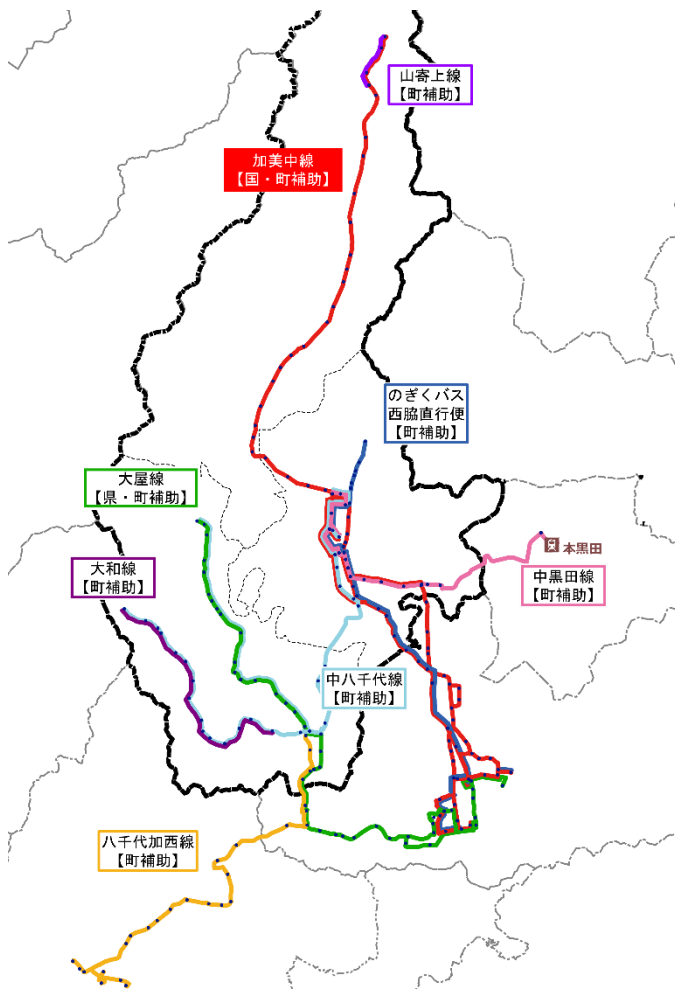 山寄上線
【町補助】
加美中線
【国・町補助】
のぎくバス
西脇直行便
【町補助】
大屋線
【県・町補助】
本黒田
大和線
【町補助】
中黒田線
【町補助】
中八千代線
【町補助】
八千代加西線
【町補助】